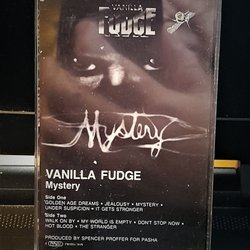 VANILLA
FUDGE
Mystery
VANILLA FUDGE
Mystery
Side One
GOLDEN AGE DREAMS • JEALOUSY • MYSTERY •
UNDER SUSPICION • IT GETS STRONGER
Side Two
WALK ON BY • MY WORLD IS EMPTY • DON'T STOP NOW •
HOT BLOOD • THE STRANGER
PRODUCED BY SPENCER PROFFER FOR PASHA